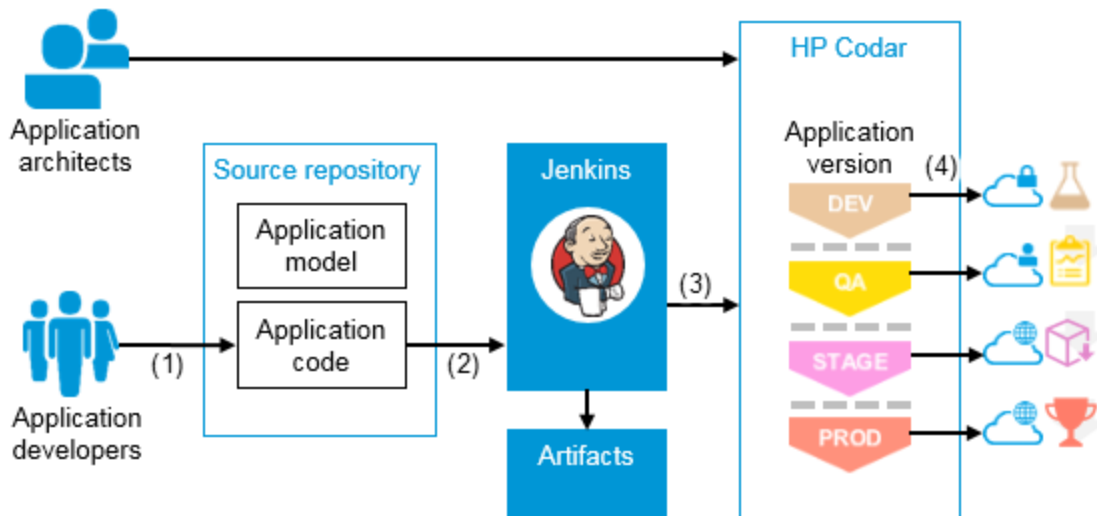 HP Codar
Application
architects
Source repository
Jenkins
Application
version
(4)
DEV
Application
model
QA
(3)
Application
code
(1)
(2)
STAGE
Application
developers
Artifacts
PROD